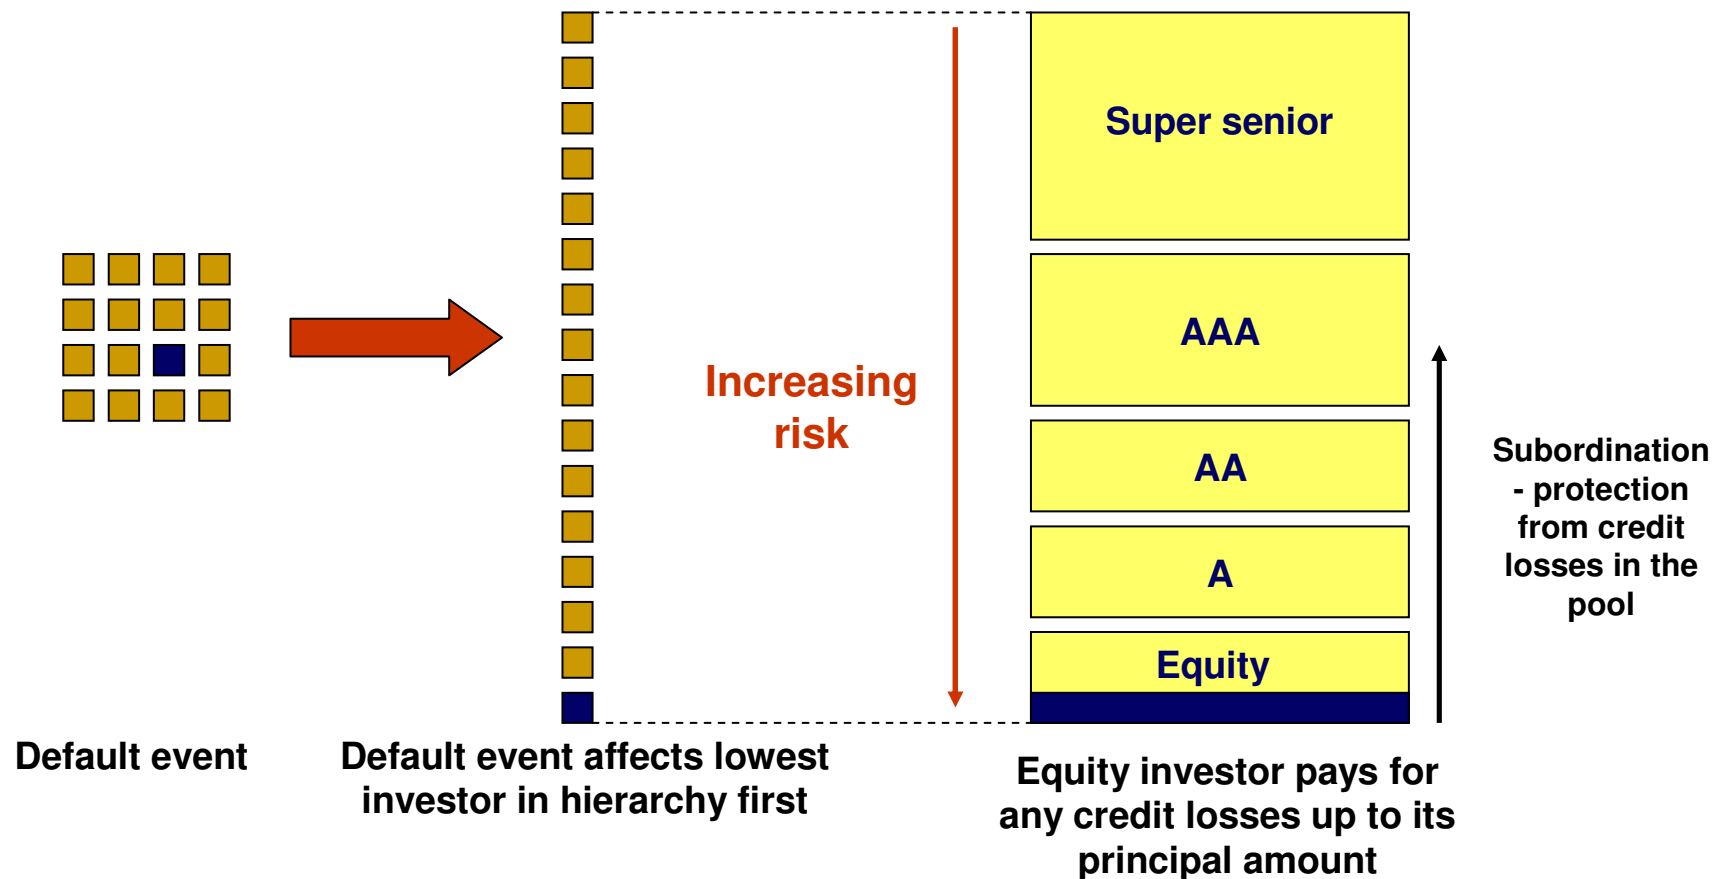 Super senior
AAA
Increasing
risk
AA
A
Equity
Subordination
- protection
from credit
losses in the
pool
Default event
Default event affects lowest
investor in hierarchy first
Equity investor pays for
any credit losses up to its
principal amount